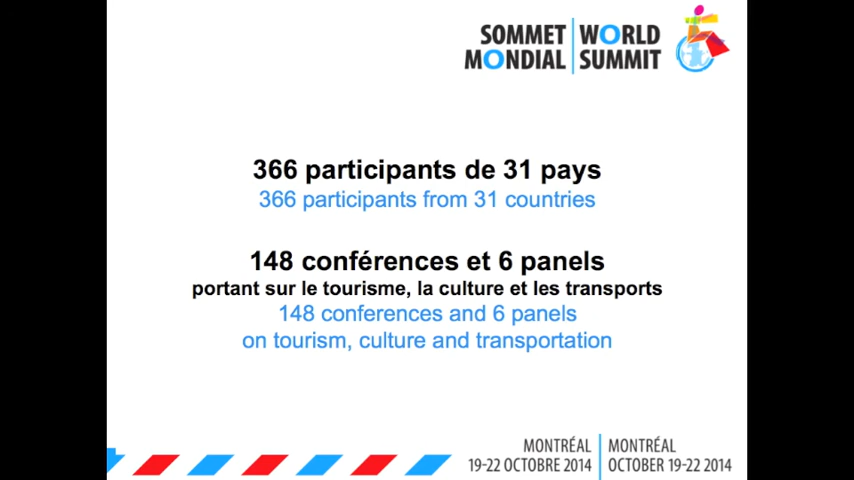 SOMMET WORLD
MONDIAL SUMMIT
366 participants de 31 pays
366 participants from 31 countries
148 conférences et 6 panels
portant sur le tourisme, la culture et les transports
148 conferences and 6 panels
on tourism, culture and transportation
MONTRÉAL MONTRÉAL
19-22 OCTOBRE 2014 OCTOBER 19-22 2014